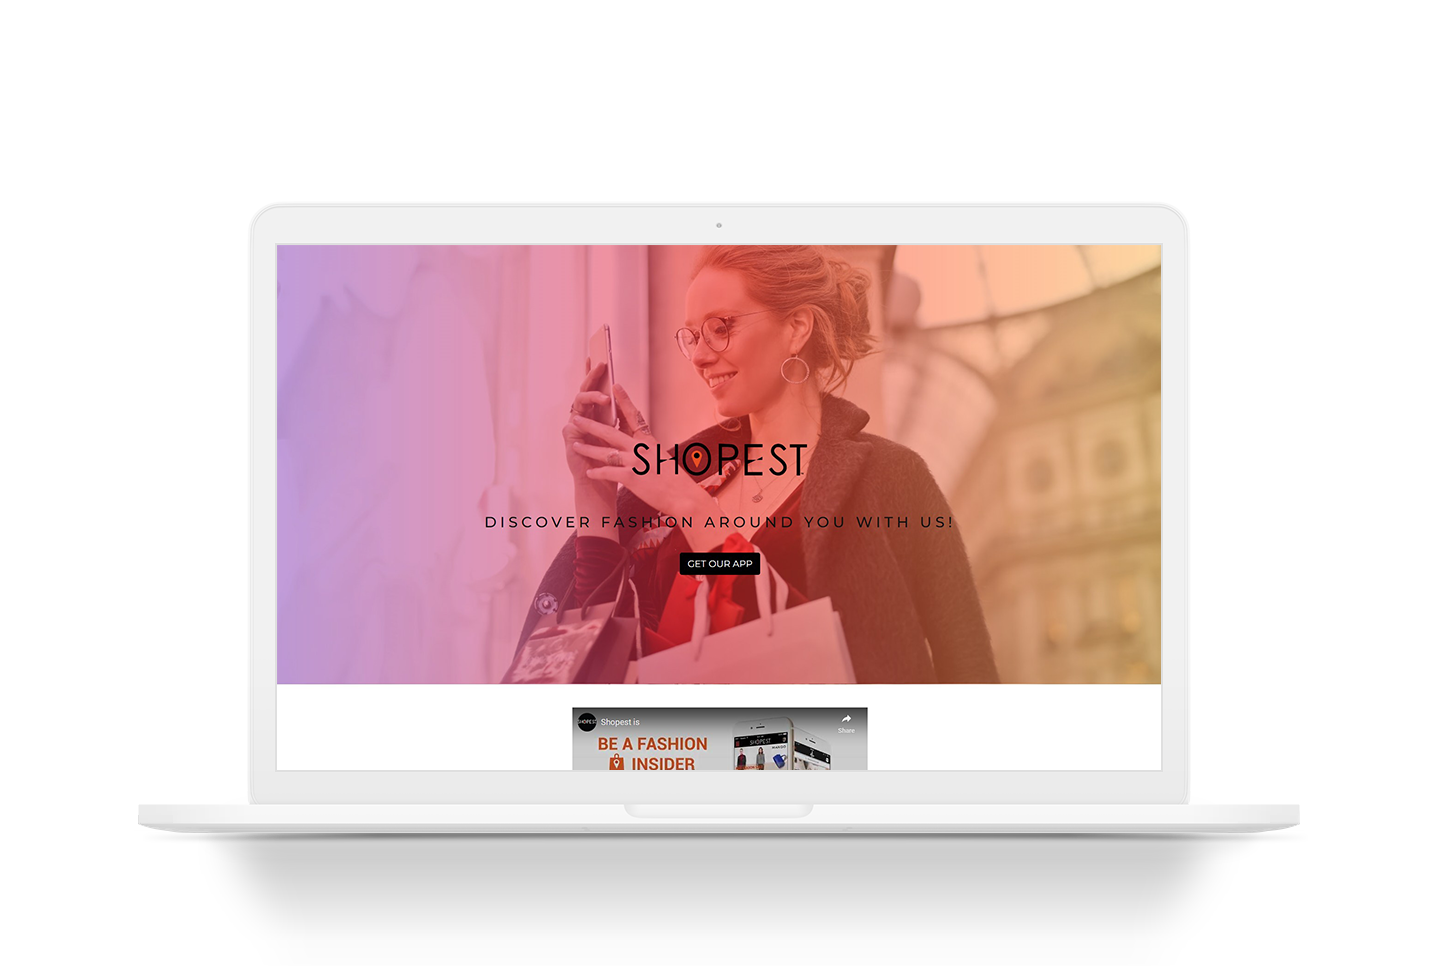 SHOPEST
DISCOVER FASHION AROUND YOU WITH US!
GET OUR APP
SHOPEST
Shopest is
Share
BE A FASHION
INSIDER
SHOPEST